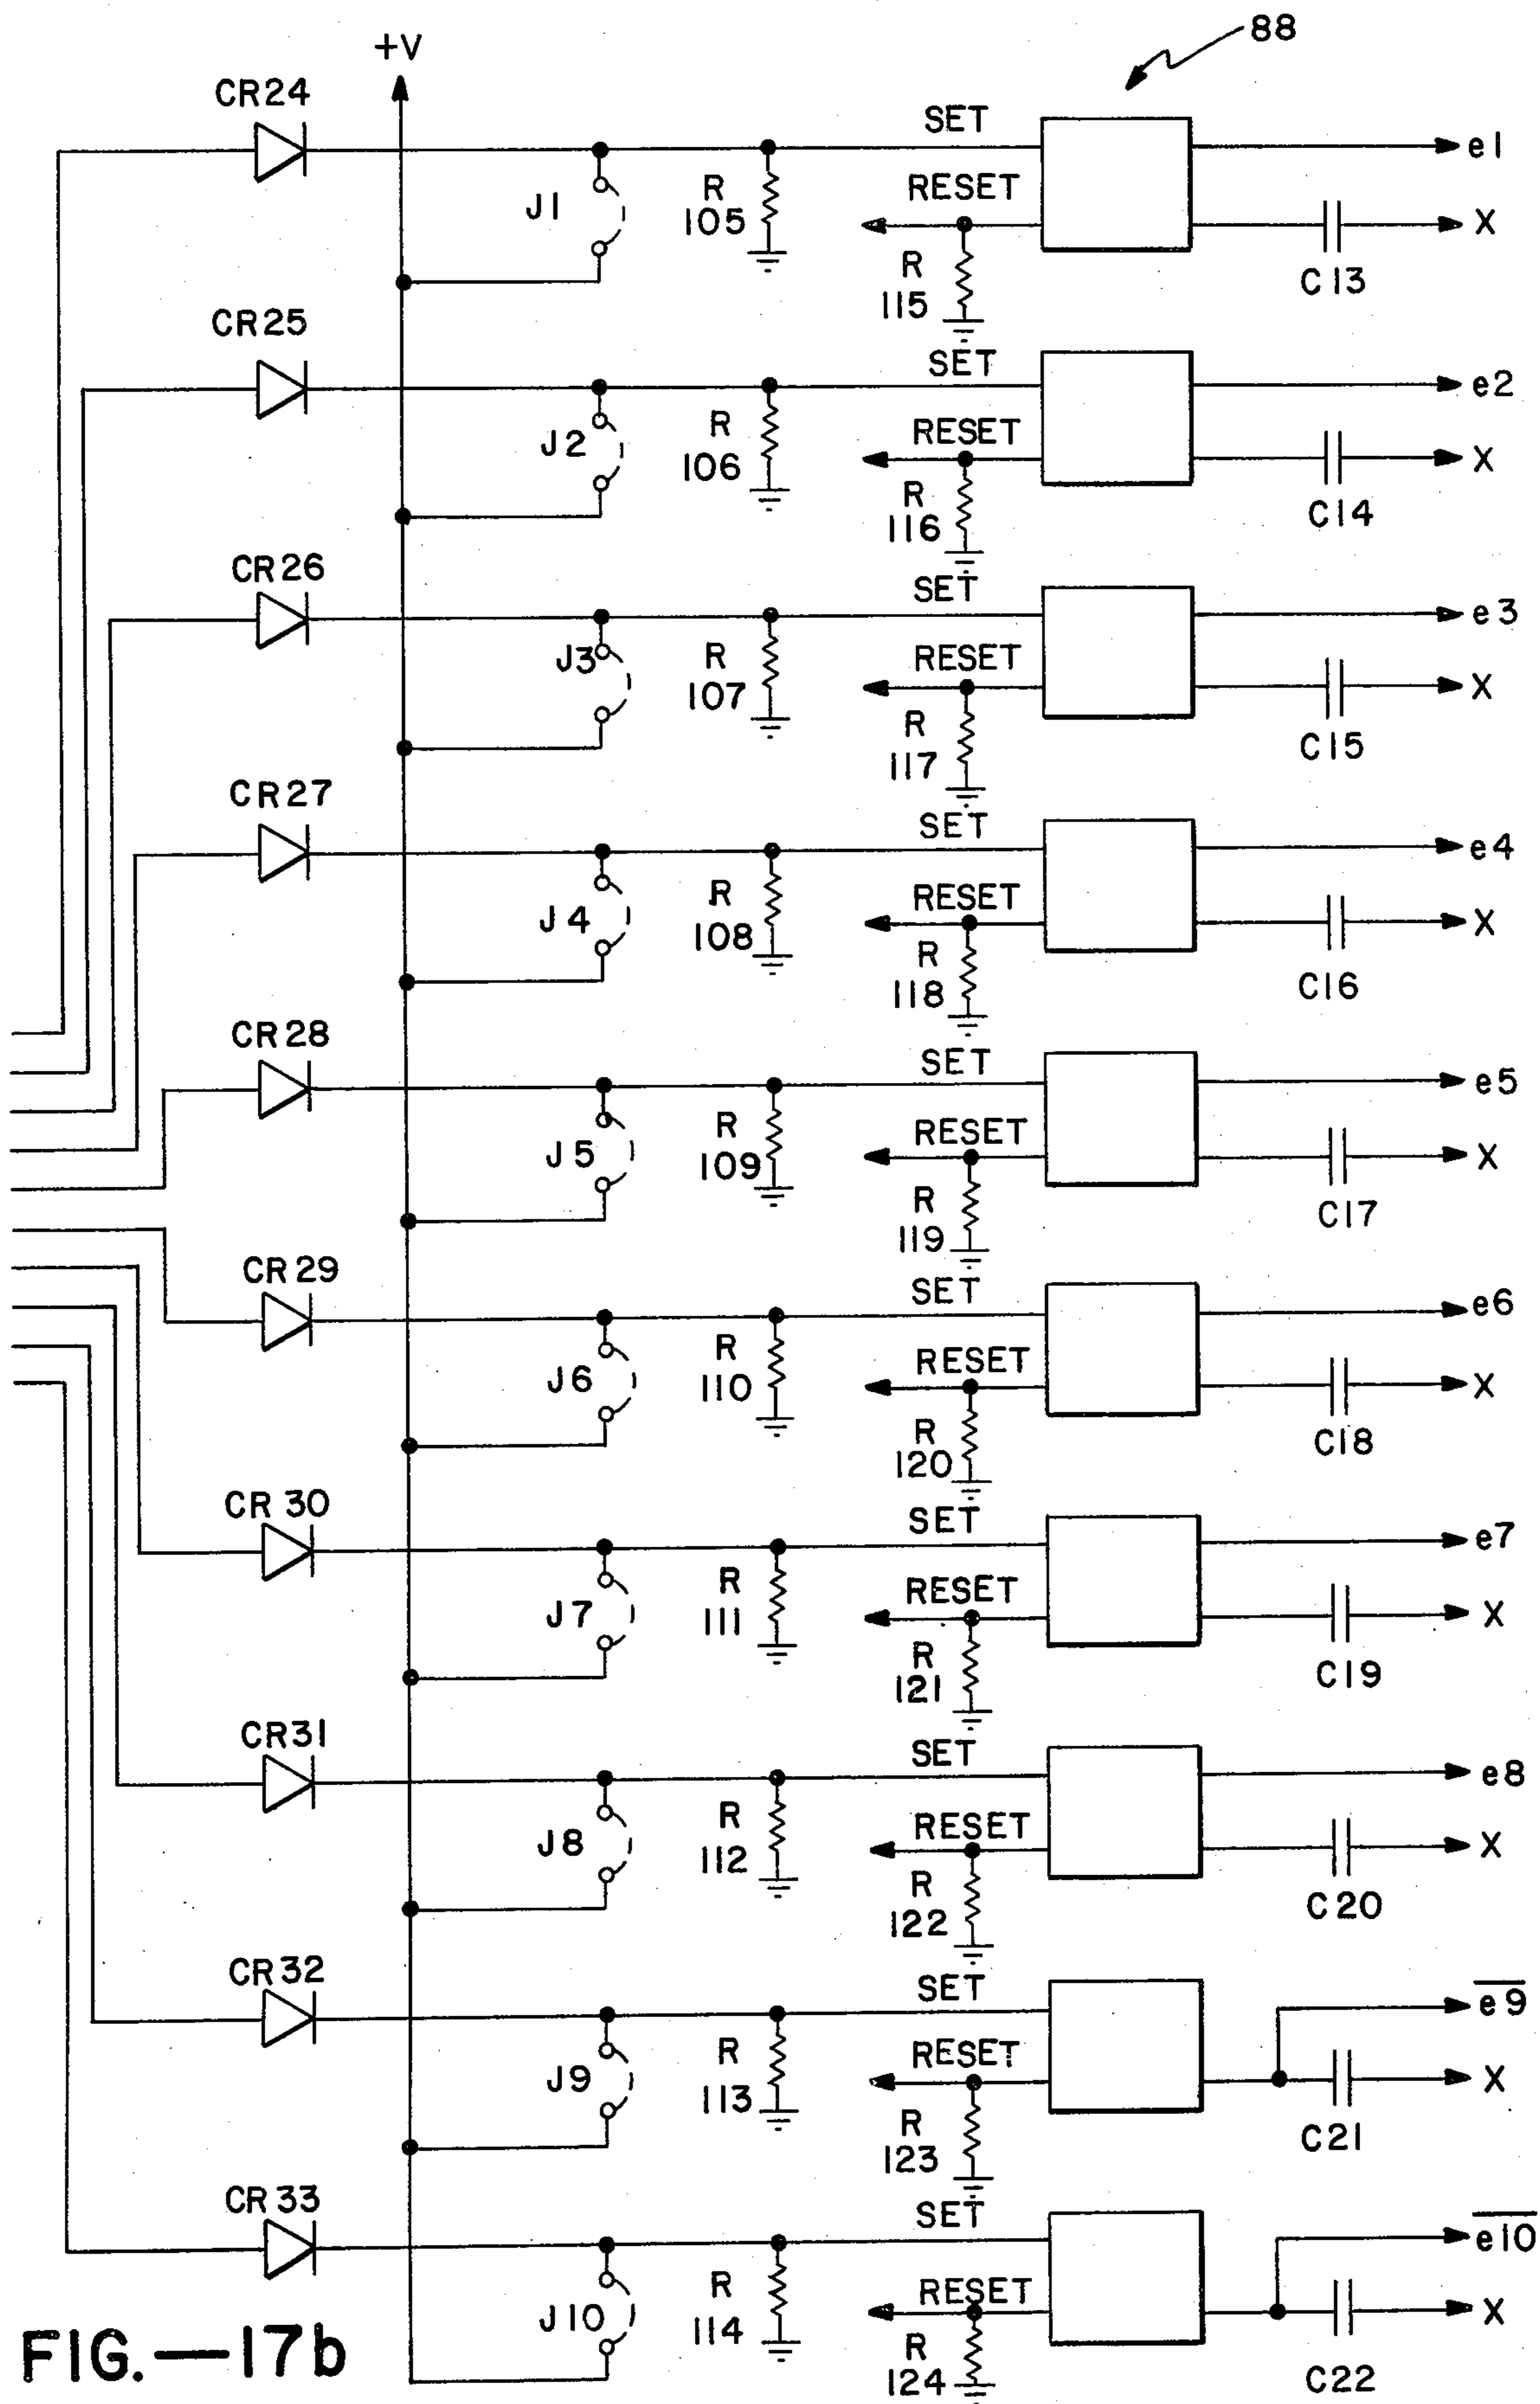 88
+V
CR24
SET
e1
J1
R
105
RESET
X
R
115
C13
CR25
SET
e2
J2
R
106
RESET
X
R
116
C14
CR26
SET
e3
J3
R
107
RESET
X
R
117
C15
CR27
SET
e4
J4
R
108
RESET
X
R
118
C16
CR28
SET
e5
J5
R
109
RESET
X
R
119
C17
CR29
SET
e6
J6
R
110
RESET
X
R
120
C18
CR30
SET
e7
J7
R
111
RESET
X
R
121
C19
CR31
SET
e8
J8
R
112
RESET
X
R
122
C20
CR32
SET
e9
J9
R
113
RESET
X
R
123
C21
CR33
SET
e10
J10
R
114
RESET
X
R
124
C22
FIG.—17b